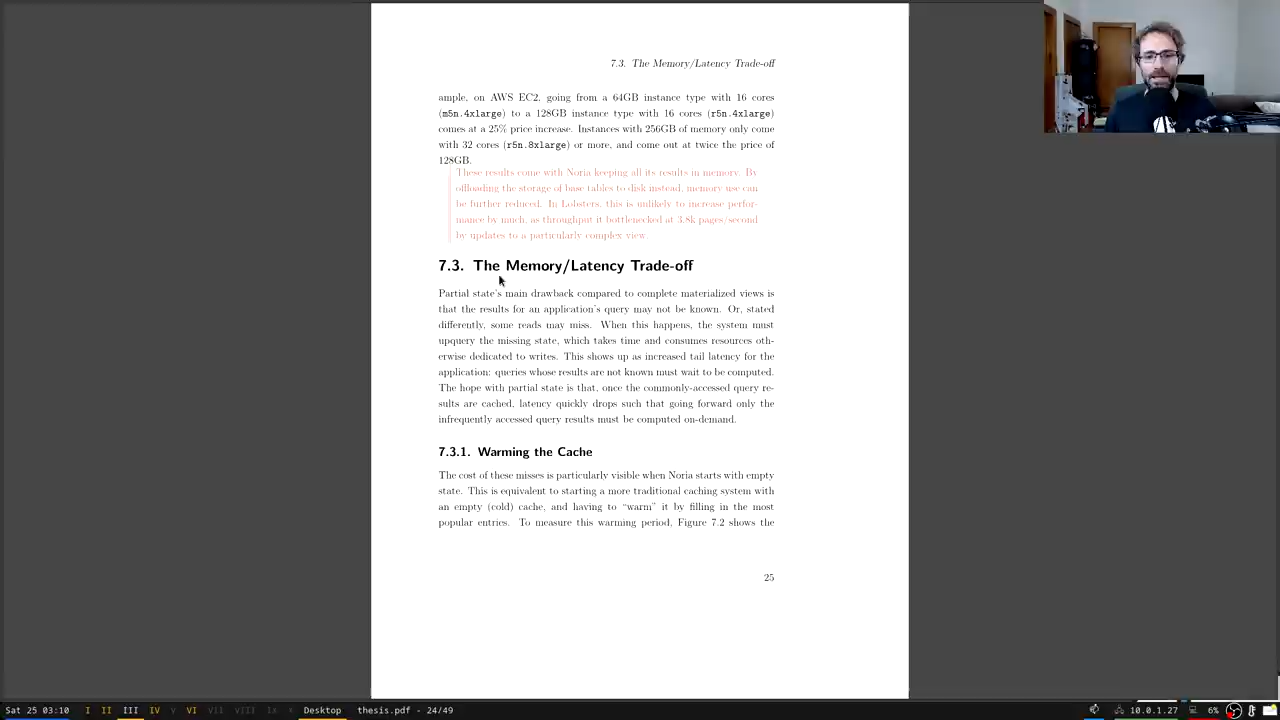 7.3. The Memory/Latency Trade-off
ample, on AWS EC2, going from a 64GB instance type with 16 cores
(m5n.4xlarge) to a 128GB instance type with 16 cores (r5n.4xlarge)
comes at a 25% price increase. Instances with 256GB of memory only come
with 32 cores (r5n.8xlarge) or more, and come out at twice the price of
128GB.
These results come with Noria keeping all its results in memory. By
offloading the storage of base tables to disk instead, memory use can
be further reduced. In Lobsters, this is unlikely to increase perfor-
mance by much, as throughput it bottlenecked at 3.8k pages/second
by updates to a particularly complex view.
7.3. The Memory/Latency Trade-off
Partial state's main drawback compared to complete materialized views is
that the results for an application's query may not be known. Or, stated
differently, some reads may miss. When this happens, the system must
upquery the missing state, which takes time and consumes resources oth-
erwise dedicated to writes. This shows up as increased tail latency for the
application: queries whose results are not known must wait to be computed.
The hope with partial state is that, once the commonly-accessed query re-
sults are cached, latency quickly drops such that going forward only the
infrequently accessed query results must be computed on-demand.
7.3.1. Warming the Cache
The cost of these misses is particularly visible when Noria starts with empty
state. This is equivalent to starting a more traditional caching system with
an empty (cold) cache, and having to "warm" it by filling in the most
popular entries. To measure this warming period, Figure 7.2 shows the
25
Sat 25 03:10 I II III IV V VI VII VIII IX X Desktop thesis.pdf - 24/49 10.0.1.27 6%